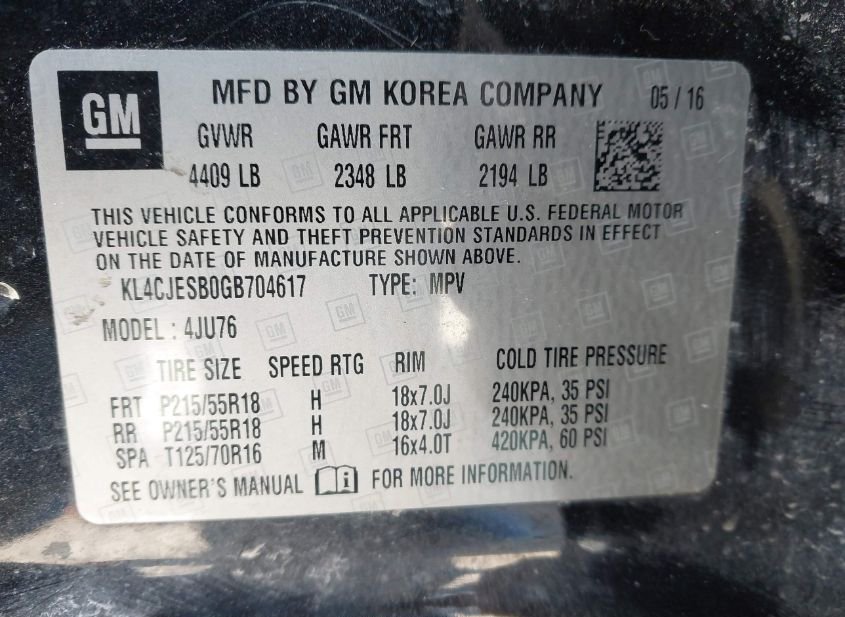 GM MFD BY GM KOREA COMPANY 05 / 16
GVWR GAWR FRT GAWR RR
4409 LB 2348 LB 2194 LB
THIS VEHICLE CONFORMS TO ALL APPLICABLE U.S. FEDERAL MOTOR
VEHICLE SAFETY AND THEFT PREVENTION STANDARDS IN EFFECT
ON THE DATE OF MANUFACTURE SHOWN ABOVE.
KL4CJESB0GB704617 TYPE: MPV
MODEL : 4JU76
TIRE SIZE SPEED RTG RIM COLD TIRE PRESSURE
FRT P215/55R18 H 18x7.0J 240KPA, 35 PSI
RR P215/55R18 H 18x7.0J 240KPA, 35 PSI
SPA T125/70R16 M 16x4.0T 420KPA, 60 PSI
SEE OWNER'S MANUAL i FOR MORE INFORMATION.